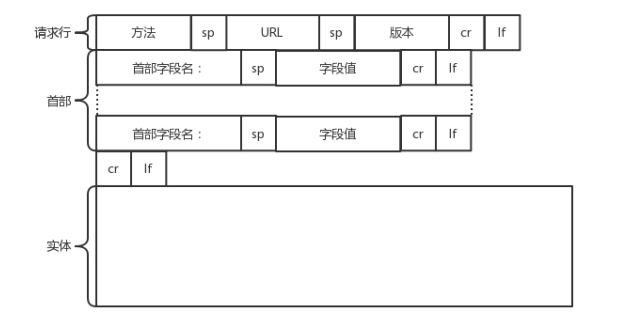 请求行 方法 sp URL sp 版本 cr lf
首部字段名： sp 字段值 cr lf
首部
首部字段名： sp 字段值 cr lf
cr lf
实体